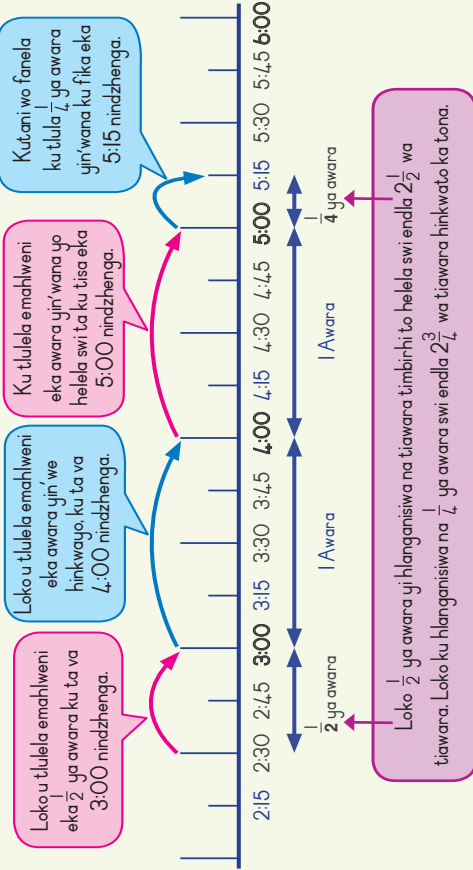 Loko u tlulela emahlweni
eka 1/2 ya awara ku ta va
3:00 nindzhenga.
Loko u tlulela emahlweni
eka awara yin'we
hinkwayo, ku ta va
4:00 nindzhenga.
Ku tlulela emahlweni
eka awara yin'wana yo
helela swi ta ku tisa eka
5:00 nindzhenga.
Kutani wo fanela
ku tlula 1/4 ya awara
yin'wana ku fika eka
5:15 nindzhenga.
2:15 2:30 2:45 3:00 3:15 3:30 3:45 4:00 4:15 4:30 4:45 5:00 5:15 5:30 5:45 6:00
1/2 ya awara 1 Awara 1 Awara 1/4 ya awara
Loko 1/2 ya awara yi hlanganisiwa na tiawara timbirhi to helela swi endla 2 1/2 wa
tiawara. Loko ku hlanganisiwa na 1/4 ya awara swi endla 2 3/4 wa tiawara hinkwato ka tona.